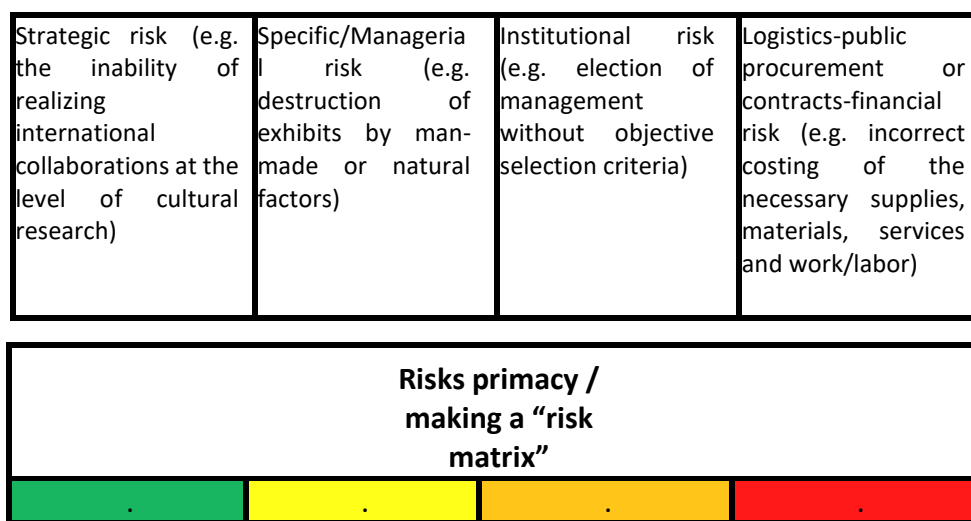 Strategic risk (e.g.
the inability of
realizing
international
collaborations at the
level of cultural
research)
Specific/Manageria
l risk (e.g.
destruction of
exhibits by man-
made or natural
factors)
Institutional risk
(e.g. election of
management
without objective
selection criteria)
Logistics-public
procurement or
contracts-financial
risk (e.g. incorrect
costing of the
necessary supplies,
materials, services
and work/labor)
Risks primacy /
making a “risk
matrix”
. . . .